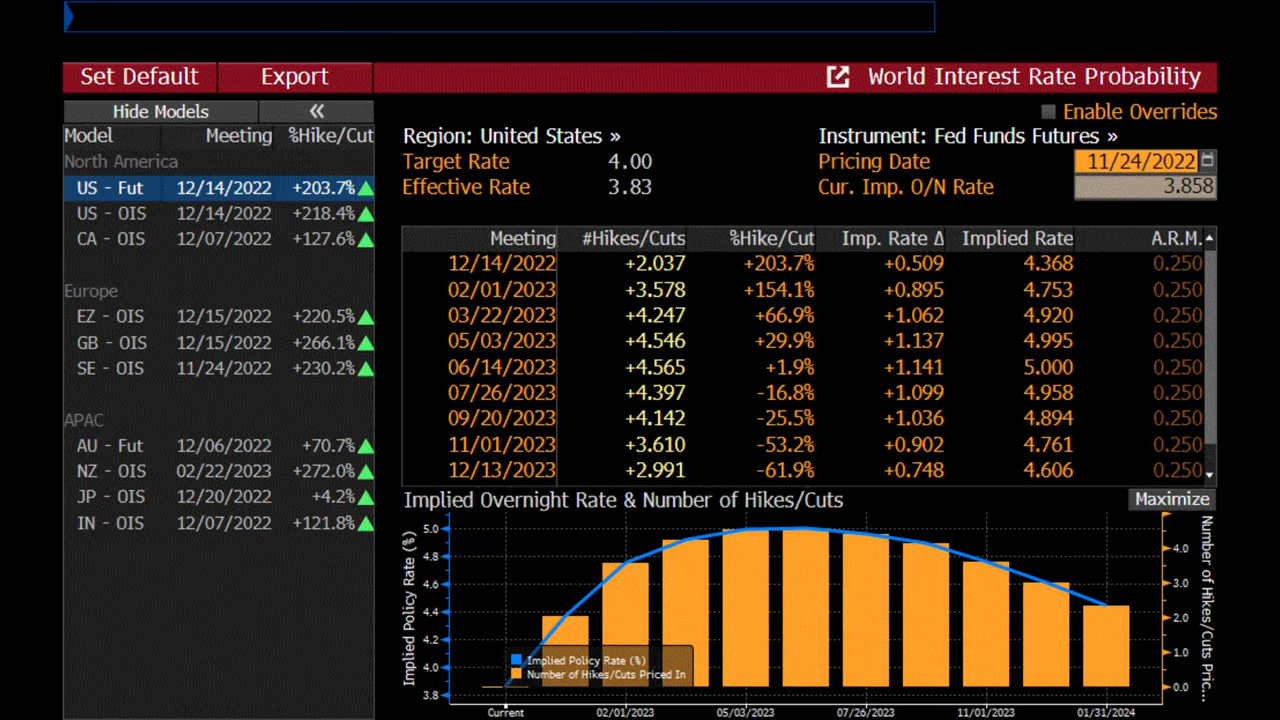 Set Default Export World Interest Rate Probability
Hide Models «
Enable Overrides
Model Meeting %Hike/Cut
North America
US - Fut 12/14/2022 +203.7%
US - OIS 12/14/2022 +218.4%
CA - OIS 12/07/2022 +127.6%
Europe
EZ - OIS 12/15/2022 +220.5%
GB - OIS 12/15/2022 +266.1%
SE - OIS 11/24/2022 +230.2%
APAC
AU - Fut 12/06/2022 +70.7%
NZ - OIS 02/22/2023 +272.0%
JP - OIS 12/20/2022 +4.2%
IN - OIS 12/07/2022 +121.8%
Region: United States » Instrument: Fed Funds Futures »
Target Rate 4.00 Pricing Date 11/24/2022
Effective Rate 3.83 Cur. Imp. O/N Rate 3.858
Meeting #Hikes/Cuts %Hike/Cut Imp. Rate Δ Implied Rate A.R.M.
12/14/2022 +2.037 +203.7% +0.509 4.368 0.250
02/01/2023 +3.578 +154.1% +0.895 4.753 0.250
03/22/2023 +4.247 +66.9% +1.062 4.920 0.250
05/03/2023 +4.546 +29.9% +1.137 4.995 0.250
06/14/2023 +4.565 +1.9% +1.141 5.000 0.250
07/26/2023 +4.397 -16.8% +1.099 4.958 0.250
09/20/2023 +4.142 -25.5% +1.036 4.894 0.250
11/01/2023 +3.610 -53.2% +0.902 4.761 0.250
12/13/2023 +2.991 -61.9% +0.748 4.606 0.250
Implied Overnight Rate & Number of Hikes/Cuts Maximize
Implied Policy Rate (%)
5.0
4.8
4.6
4.4
4.2
4.0
3.8
Implied Policy Rate (%)
Number of Hikes/Cuts Priced In
4.0
3.0
2.0
1.0
0.0
Number of Hikes/Cuts Pric...
Current 02/01/2023 05/03/2023 07/26/2023 11/01/2023 01/31/2024